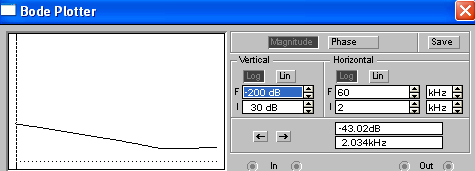 Bode Plotter
Magnitude Phase Save
Vertical Horizontal
Log Lin Log Lin
F -200 dB F 60 kHz
I 30 dB I 2 kHz
-43.02dB
2.034kHz
In Out